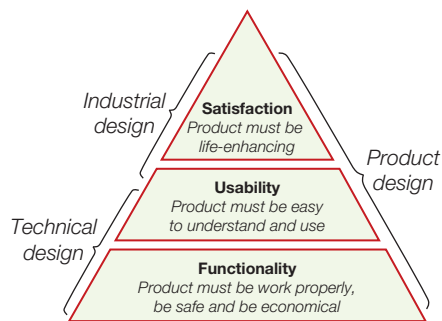 Industrial
design
Satisfaction
Product must be
life-enhancing
Product
design
Usability
Product must be easy
to understand and use
Technical
design
Functionality
Product must be work properly,
be safe and be economical